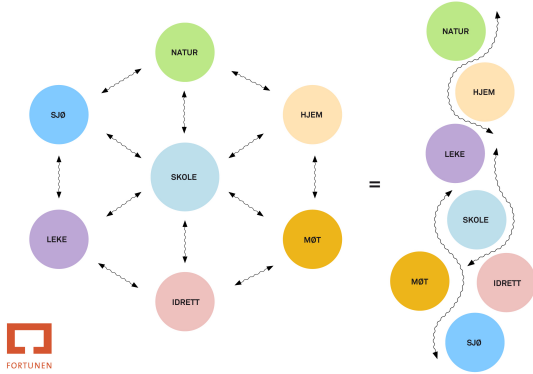 NATUR
SJØ
HJEM
SKOLE
LEKE
MØT
IDRETT
=
NATUR
HJEM
LEKE
SKOLE
MØT
IDRETT
SJØ
FORTUNEN